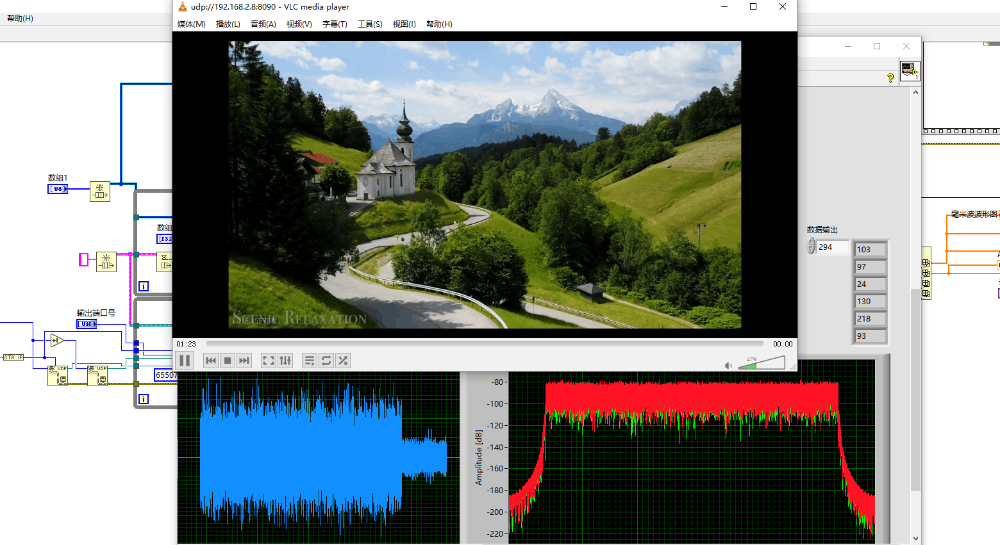 udp://192.168.2.8:8090 - VLC media player
媒体(M) 播放(L) 音频(A) 视频(V) 字幕(T) 工具(S) 视图(I) 帮助(H)
帮助(H)
1
数组1
U8
数组
I32
i
输出端口号
U16
+1
STR IP
UDP
UDP
65507
i
SCENIC RELAXATION
01:23
00:00
47%
毫米波波形图
数据输出
294
103
97
24
130
218
93
Amplitude [dB]
-80
-100
-120
-140
-160
-180
-200
-220